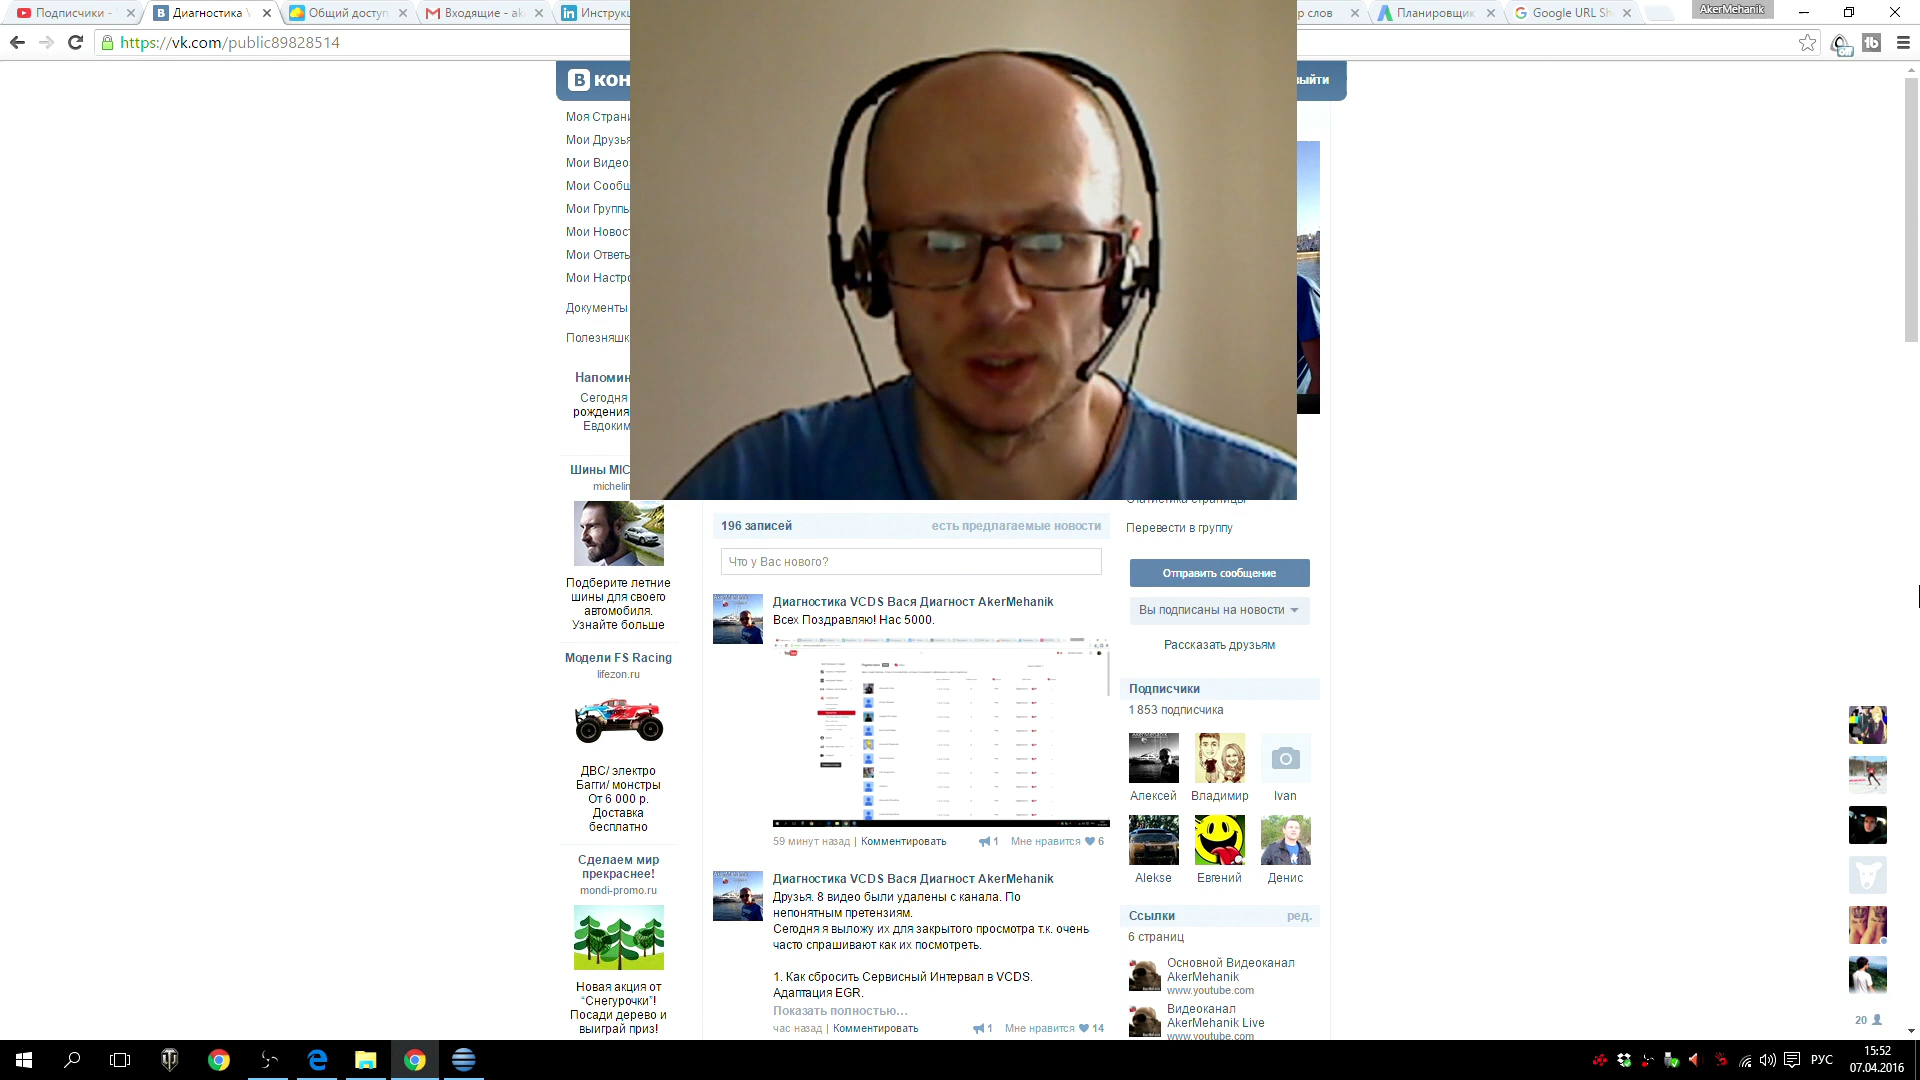 Подписчики -
Диагностика
Общий доступ
Входящие - ak
Инструкц
р слов
Планировщик
Google URL Sh
AkerMehanik
https://vk.com/public89828514
В кон
выйти
Моя Страни
Мои Друзья
Мои Видео
Мои Сообщ
Мои Группы
Мои Новост
Мои Ответы
Мои Настро
Документы
Полезняшк
Напомин
Сегодня
рождения
Евдоким
Шины MIC
michelin
Подберите летние
шины для своего
автомобиля.
Узнайте больше
Модели FS Racing
lifezon.ru
ДВС/ электро
Багги/ монстры
От 6 000 р.
Доставка
бесплатно
Сделаем мир
прекраснее!
mondi-promo.ru
Новая акция от
“Снегурочки”!
Посади дерево и
выиграй приз!
196 записей
есть предлагаемые новости
Что у Вас нового?
Диагностика VCDS Вася Диагност AkerMehanik
Всех Поздравляю! Нас 5000.
59 минут назад | Комментировать
1 Мне нравится 6
Диагностика VCDS Вася Диагност AkerMehanik
Друзья. 8 видео были удалены с канала. По
непонятным претензиям.
Сегодня я выложу их для закрытого просмотра т.к. очень
часто спрашивают как их посмотреть.
1. Как сбросить Сервисный Интервал в VCDS.
Адаптация EGR.
Показать полностью…
час назад | Комментировать
1 Мне нравится 14
Статистика страницы
Перевести в группу
Отправить сообщение
Вы подписаны на новости
Рассказать друзьям
Подписчики
1 853 подписчика
Алексей
Владимир
Ivan
Alekse
Евгений
Денис
Ссылки
ред.
6 страниц
Основной Видеоканал
AkerMehanik
www.youtube.com
Видеоканал
AkerMehanik Live
www.youtube.com
20
off
РУС
15:52
07.04.2016